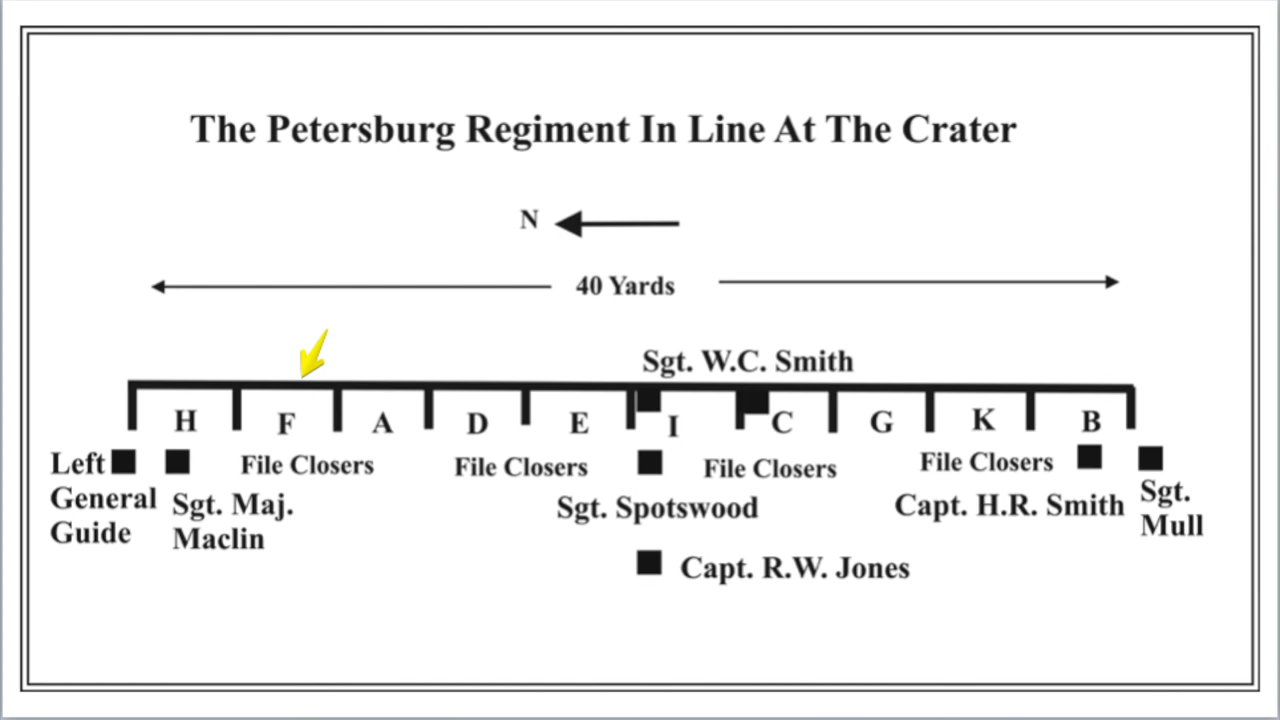 The Petersburg Regiment In Line At The Crater
N
40 Yards
Sgt. W.C. Smith
H F A D E I C G K B
Left
General
Guide
Sgt. Maj.
Maclin
File Closers
File Closers
Sgt. Spotswood
Capt. R.W. Jones
File Closers
File Closers
Capt. H.R. Smith
Sgt.
Mull